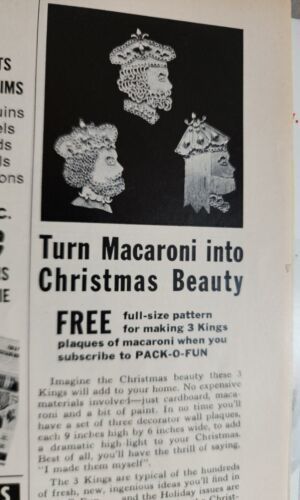 TS
IMS
uins
els
ds
ls
ons
C.
RS
IE
S
Turn Macaroni into
Christmas Beauty
FREE full-size pattern
for making 3 Kings
plaques of macaroni when you
subscribe to PACK-O-FUN
Imagine the Christmas beauty these 3
Kings will add to your home. No expensive
materials involved—just cardboard, maca-
roni and a bit of paint. In no time you'll
have a set of three decorator wall plaques,
each 9 inches high by 6 inches wide, to add
a dramatic high-light to your Christmas.
Best of all, you'll have the thrill of saying,
"I made them myself".
The 3 Kings are typical of the hundreds
of fresh, new, ingenious ideas you'll find in
and the Holiday issues are